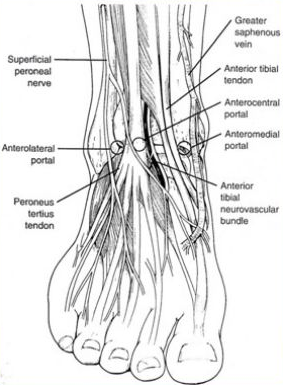 Superficial
peroneal
nerve
Anterolateral
portal
Peroneus
tertius
tendon
Greater
saphenous
vein
Anterior tibial
tendon
Anterocentral
portal
Anteromedial
portal
Anterior
tibial
neurovascular
bundle